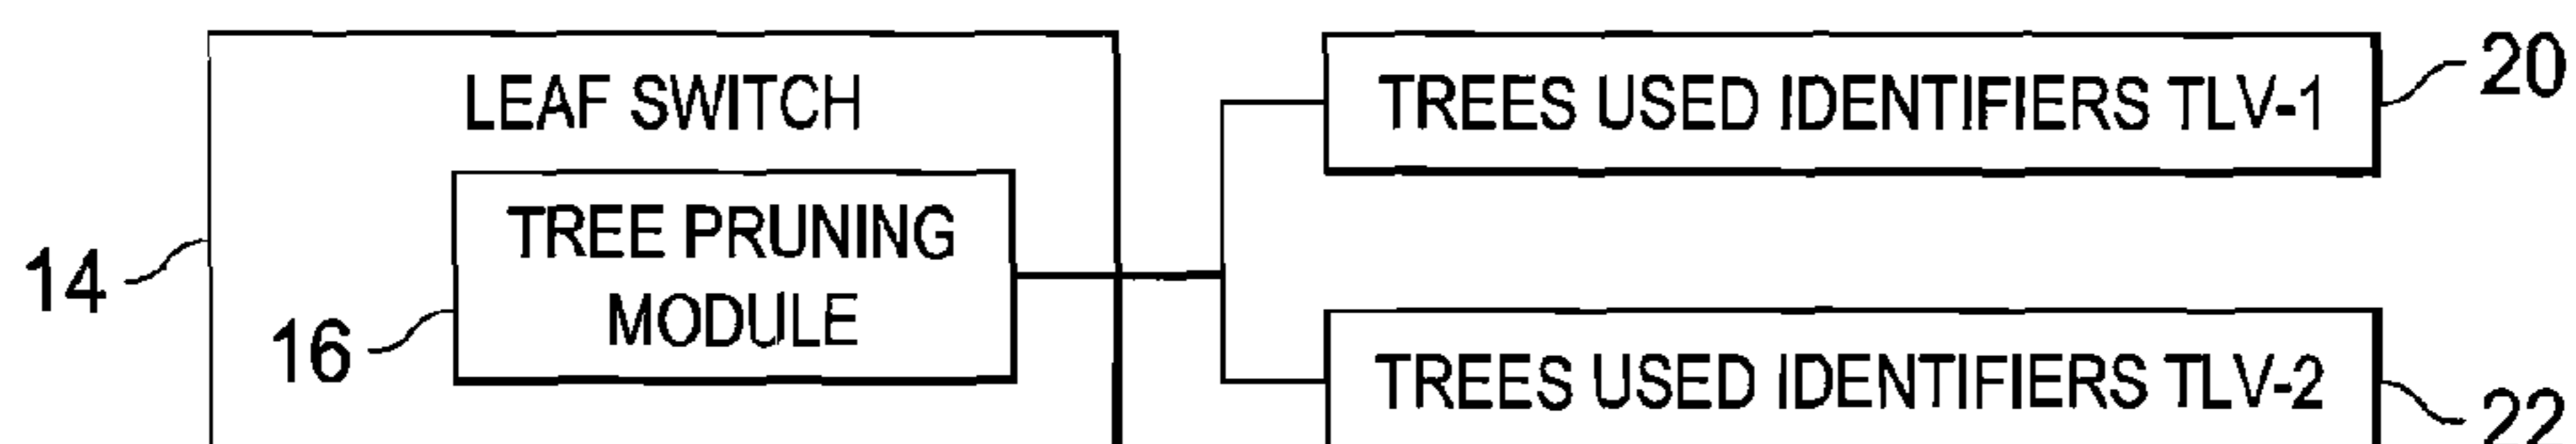 LEAF SWITCH
TREE PRUNING
MODULE
14
16
TREES USED IDENTIFIERS TLV-1
20
TREES USED IDENTIFIERS TLV-2
22